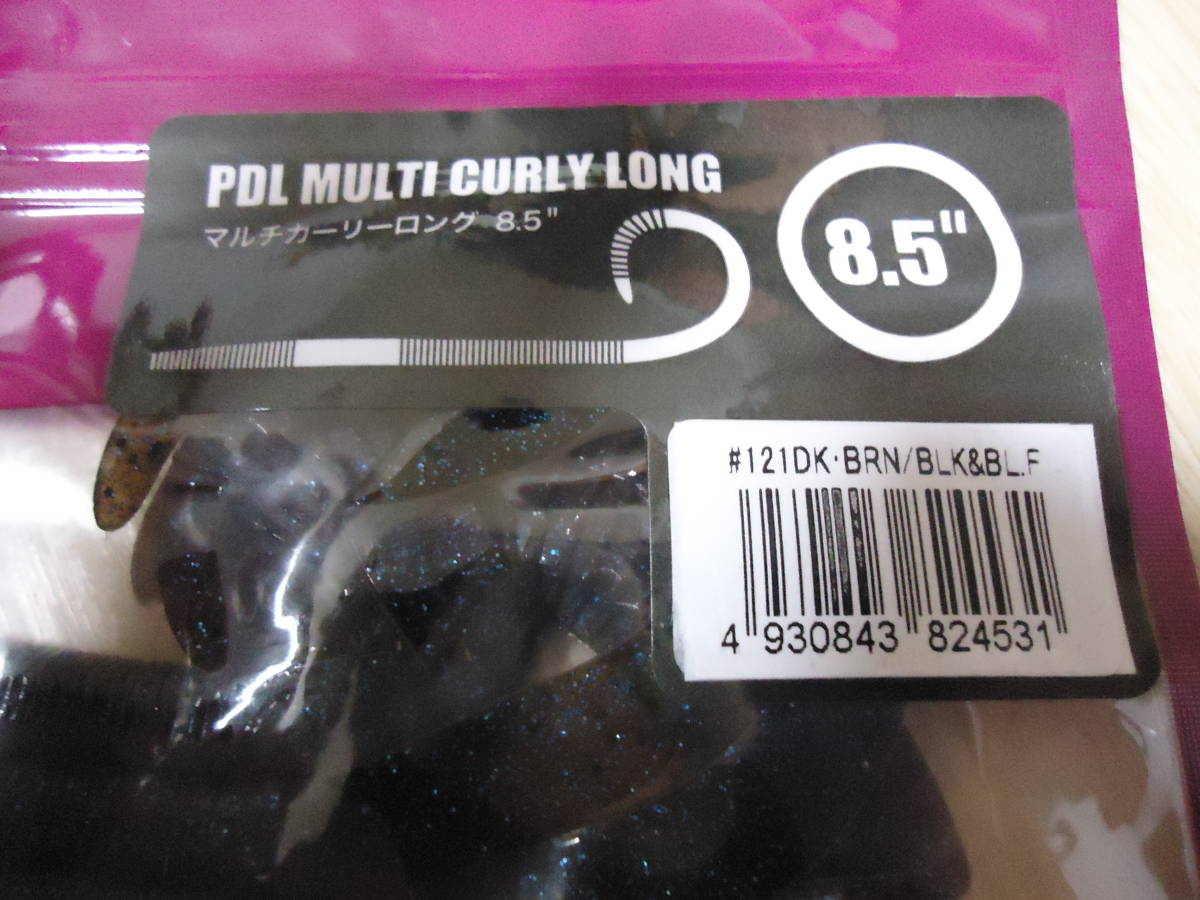 PDL MULTI CURLY LONG
マルチカーリーロング 8.5"
8.5"
#121DK·BRN/BLK&BL.F
4 930843 824531